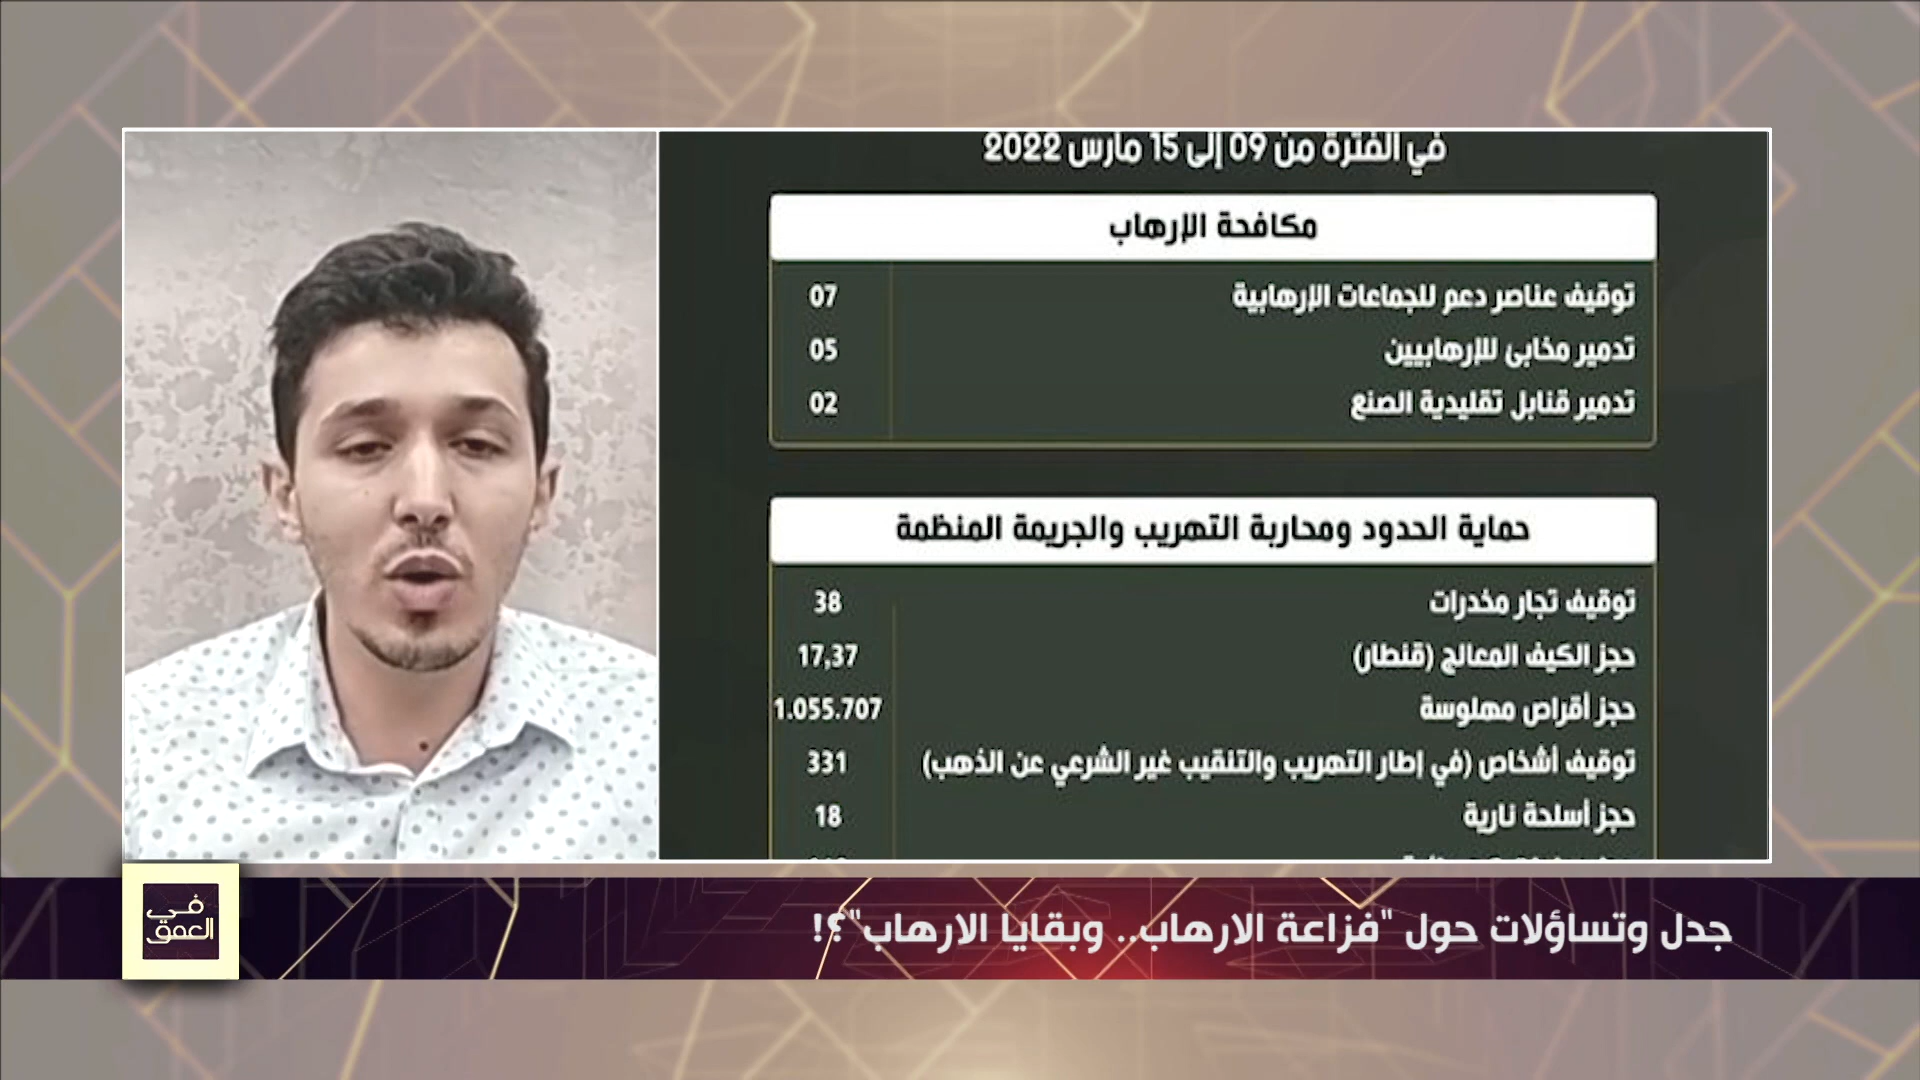 في الفترة من 09 إلى 15 مارس 2022
مكافحة الإرهاب
توقيف عناصر دعم للجماعات الإرهابية 07
تدمير مخابئ للإرهابيين 05
تدمير قنابل تقليدية الصنع 02
حماية الحدود ومحاربة التهريب والجريمة المنظمة
توقيف تجار مخدرات 38
حجز الكيف المعالج (قنطار) 17,37
حجز أقراص مهلوسة 1.055.707
توقيف أشخاص (في إطار التهريب والتنقيب غير الشرعي عن الذهب) 331
حجز أسلحة نارية 18
جدل وتساؤلات حول "فزاعة الارهاب.. وبقايا الارهاب"؟!
في
العمق